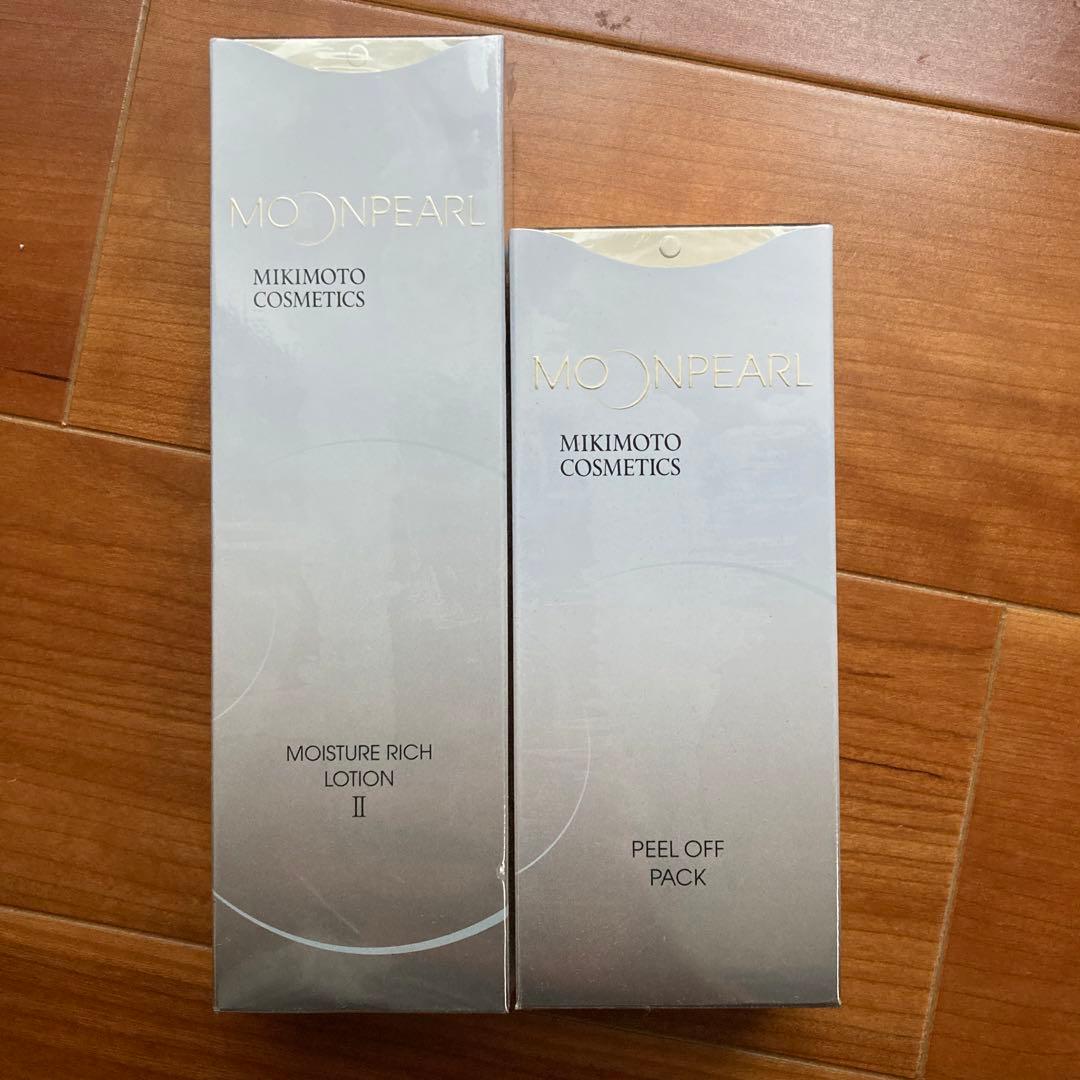 MOONPEARL
MIKIMOTO
COSMETICS
MOISTURE RICH
LOTION
II
MOONPEARL
MIKIMOTO
COSMETICS
PEEL OFF
PACK